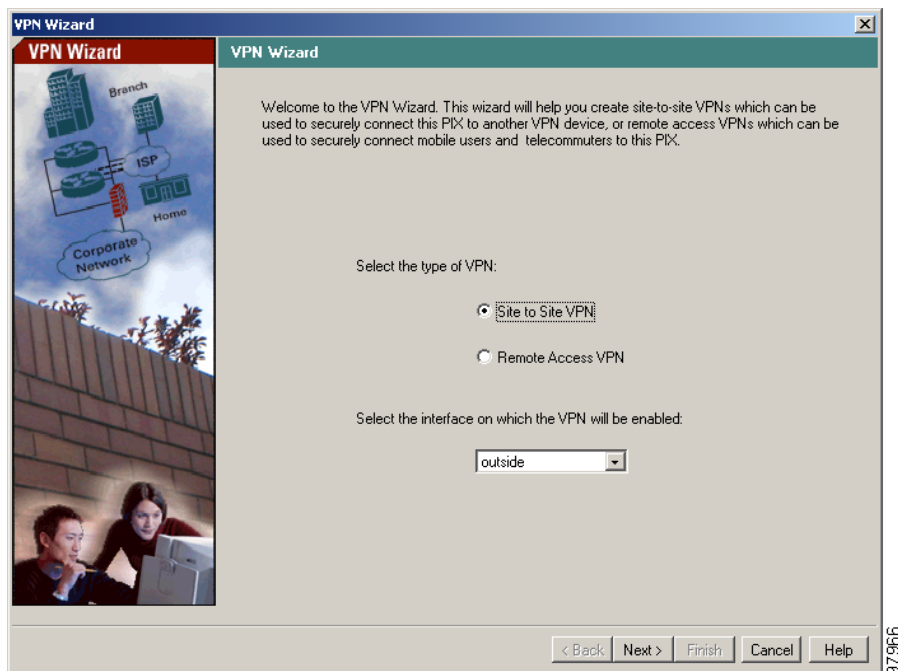 VPN Wizard
VPN Wizard
VPN Wizard
Branch
ISP
Home
Corporate
Network
Welcome to the VPN Wizard. This wizard will help you create site-to-site VPNs which can be
used to securely connect this PIX to another VPN device, or remote access VPNs which can be
used to securely connect mobile users and telecommuters to this PIX.
Select the type of VPN:
Site to Site VPN
Remote Access VPN
Select the interface on which the VPN will be enabled:
outside
< Back
Next >
Finish
Cancel
Help
97966